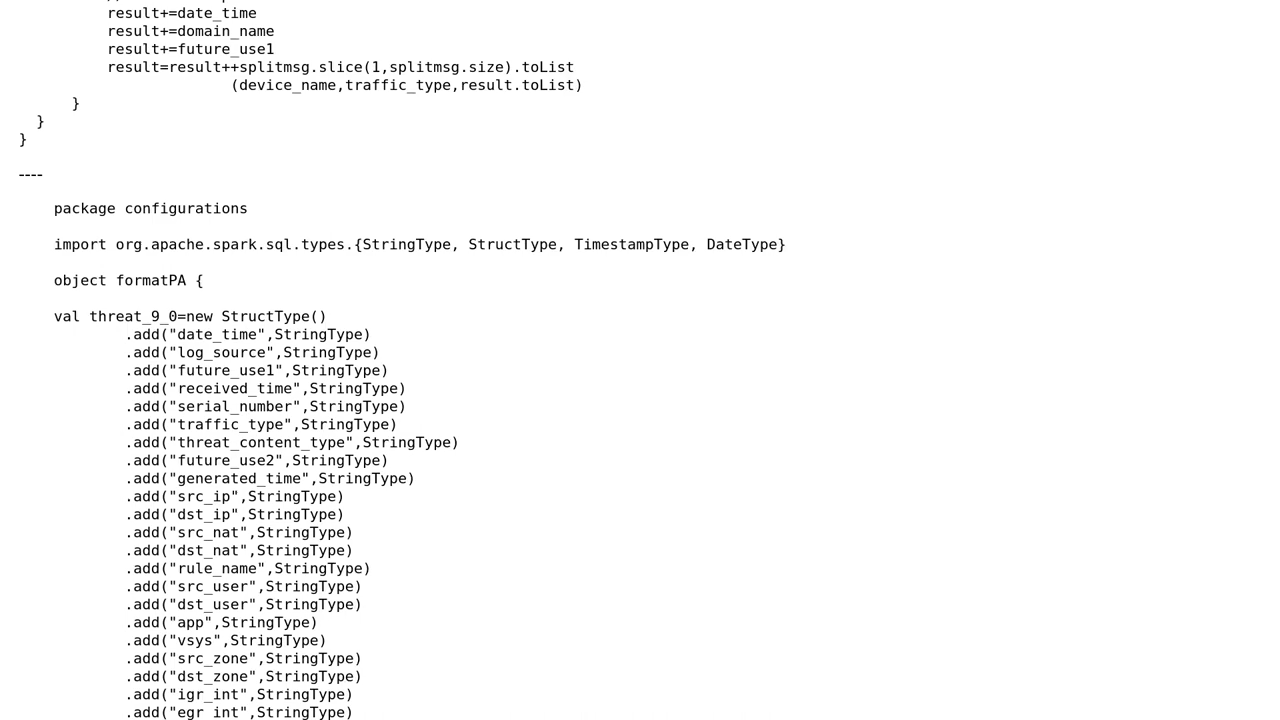 result+=date_time
result+=domain_name
result+=future_use1
result=result++splitmsg.slice(1,splitmsg.size).toList
(device_name,traffic_type,result.toList)
}
}
}
----
package configurations
import org.apache.spark.sql.types.{StringType, StructType, TimestampType, DateType}
object formatPA {
val threat_9_0=new StructType()
.add("date_time",StringType)
.add("log_source",StringType)
.add("future_use1",StringType)
.add("received_time",StringType)
.add("serial_number",StringType)
.add("traffic_type",StringType)
.add("threat_content_type",StringType)
.add("future_use2",StringType)
.add("generated_time",StringType)
.add("src_ip",StringType)
.add("dst_ip",StringType)
.add("src_nat",StringType)
.add("dst_nat",StringType)
.add("rule_name",StringType)
.add("src_user",StringType)
.add("dst_user",StringType)
.add("app",StringType)
.add("vsys",StringType)
.add("src_zone",StringType)
.add("dst_zone",StringType)
.add("igr_int",StringType)
.add("egr_int",StringType)